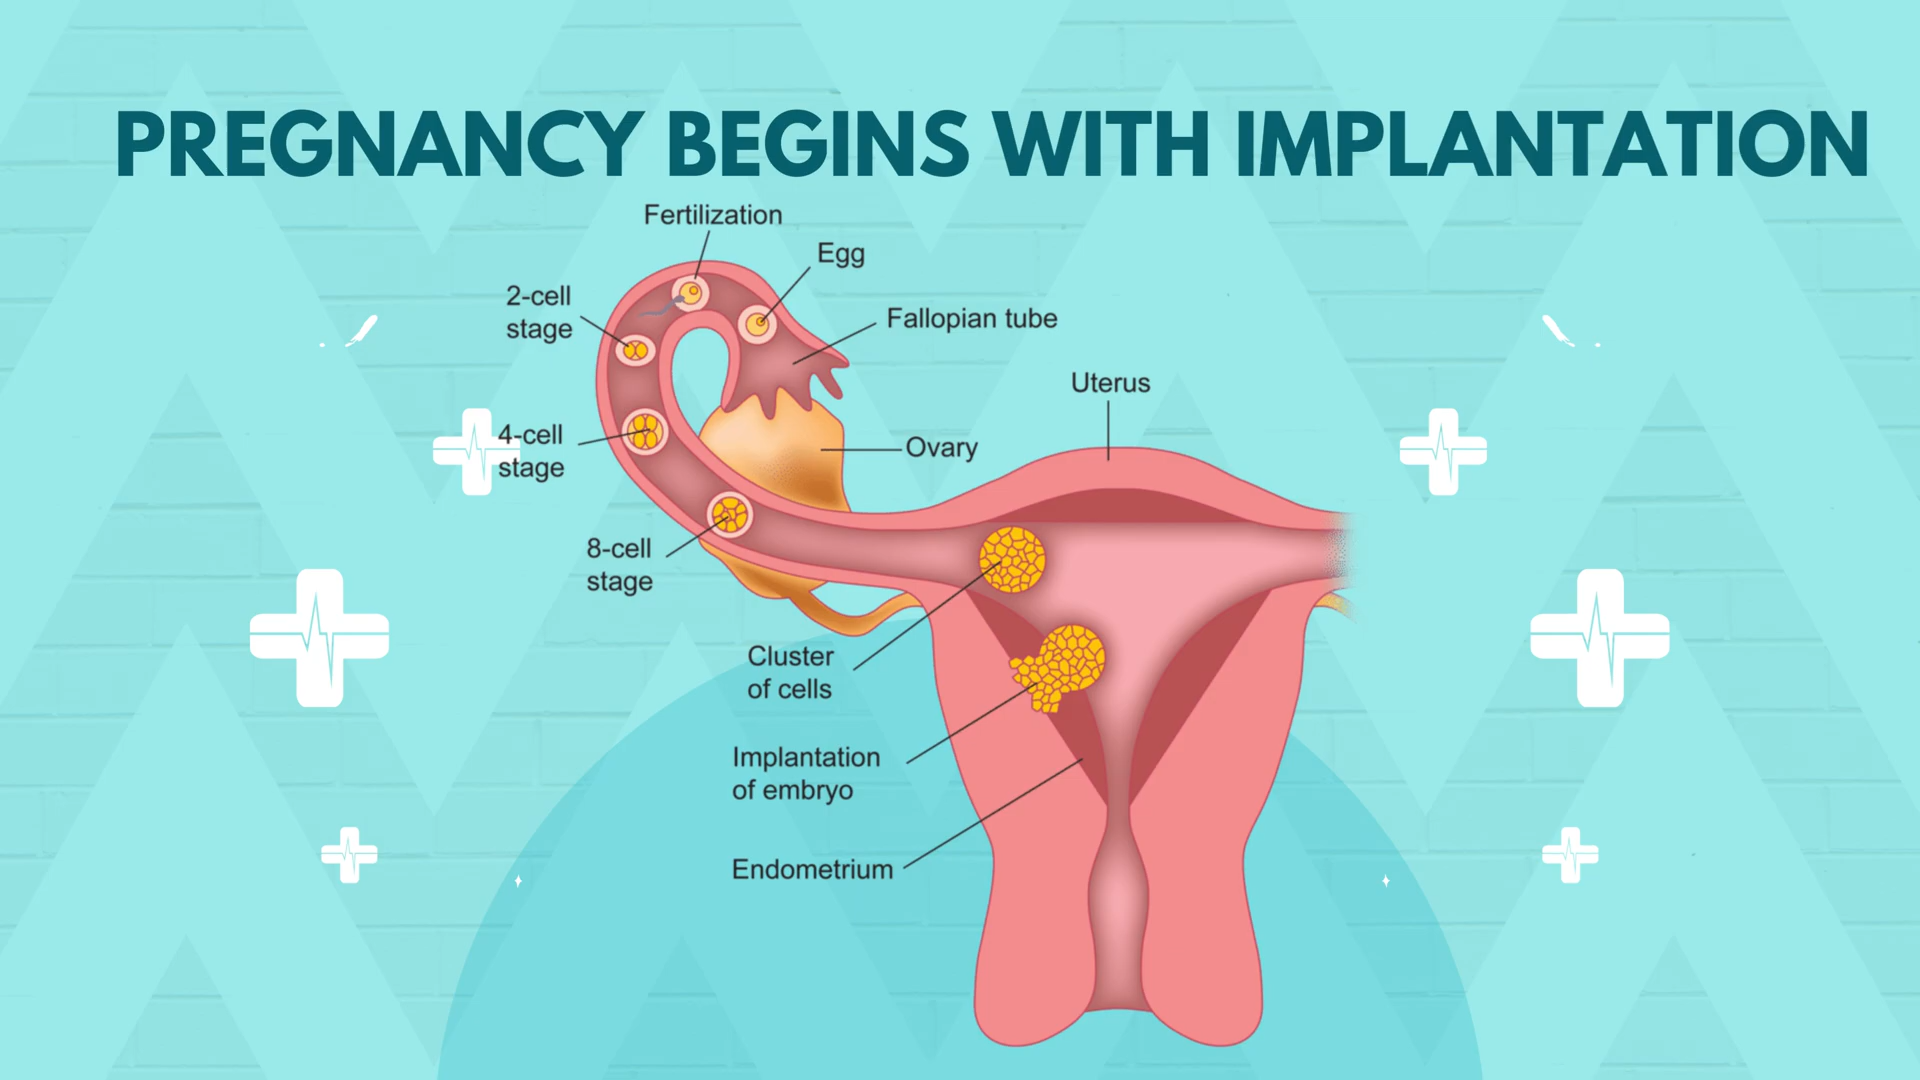 PREGNANCY BEGINS WITH IMPLANTATION
Fertilization
Egg
2-cell
stage
Fallopian tube
Uterus
4-cell
stage
Ovary
8-cell
stage
Cluster
of cells
Implantation
of embryo
Endometrium